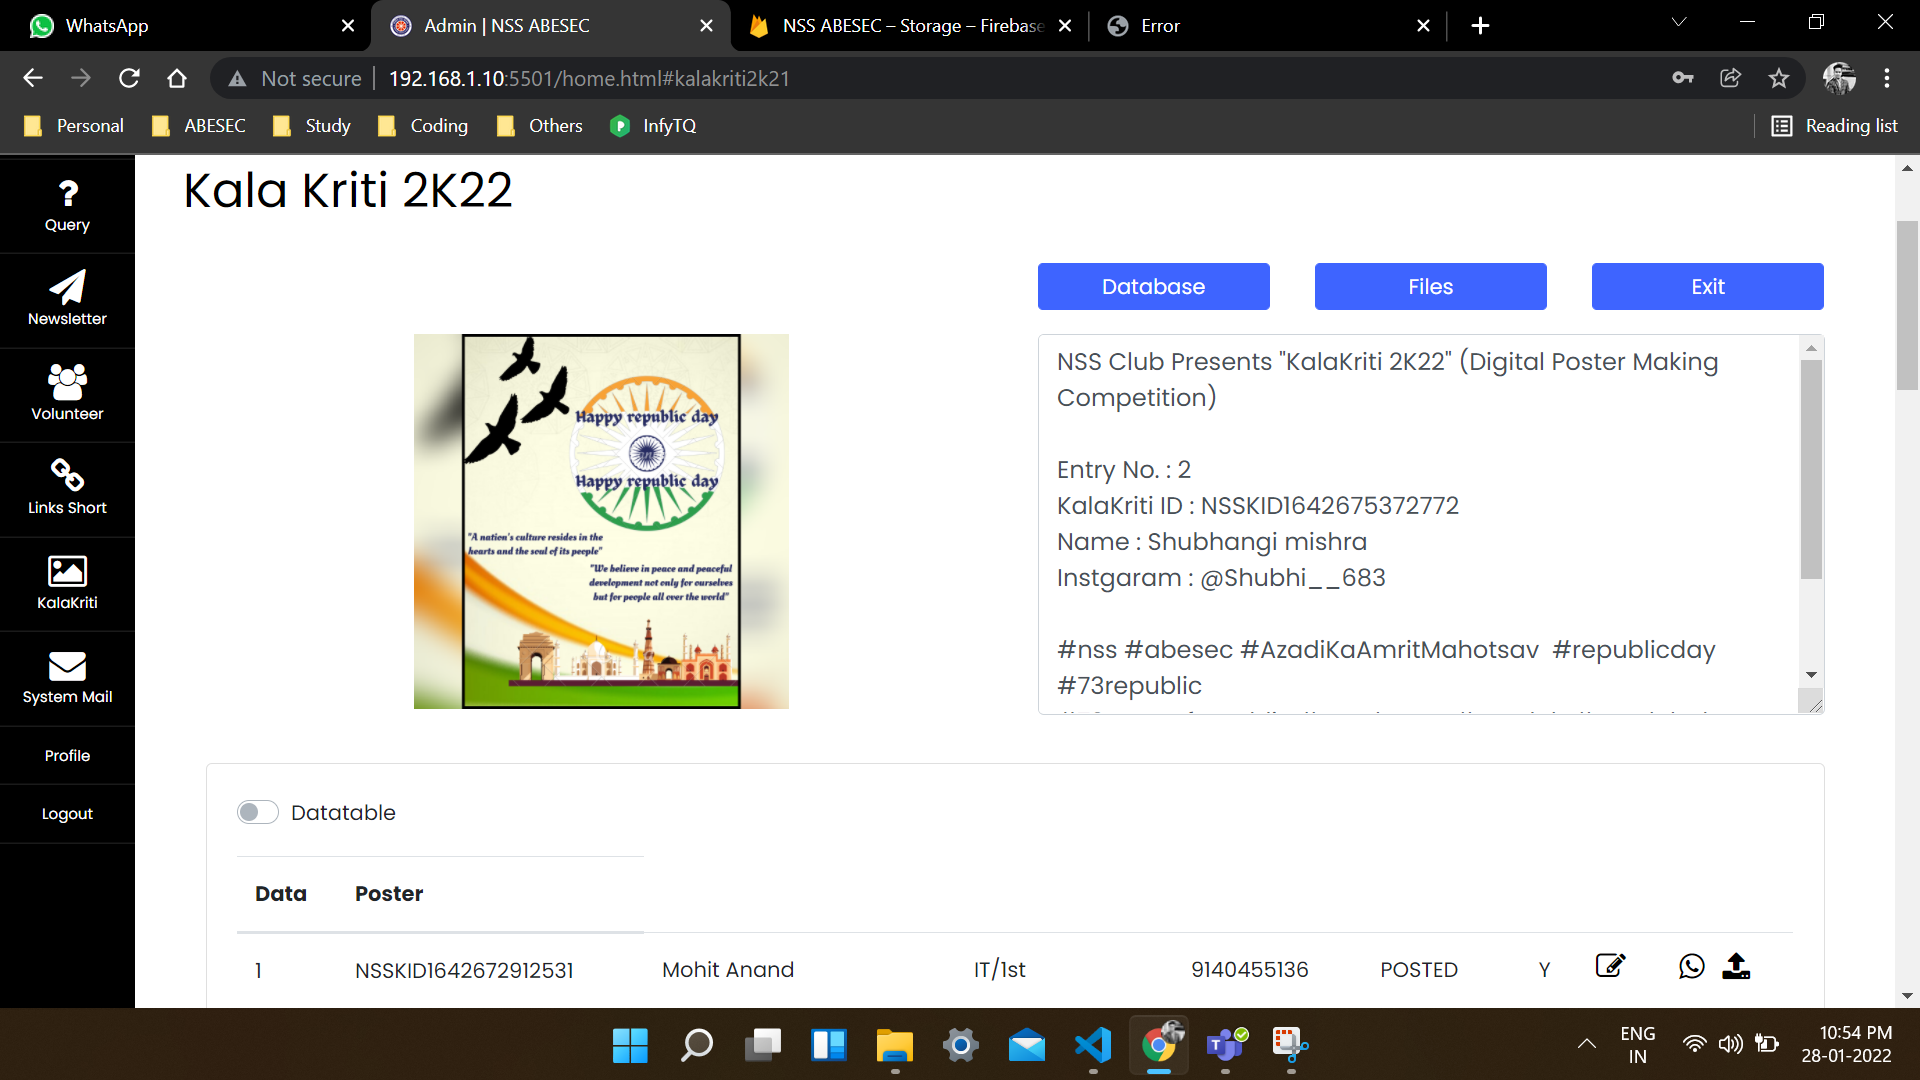 WhatsApp
Admin | NSS ABESEC
NSS ABESEC – Storage – Firebase
Error
Not secure
192.168.1.10:5501/home.html#kalakriti2k21
Personal
ABESEC
Study
Coding
Others
InfyTQ
Reading list
Query
Newsletter
Volunteer
Links Short
KalaKriti
System Mail
Profile
Logout
Kala Kriti 2K22
Database
Files
Exit
Happy republic day
Happy republic day
"A nation's culture resides in the
hearts and the soul of its people"
"We believe in peace and peaceful
development not only for ourselves
but for people all over the world"
NSS Club Presents "KalaKriti 2K22" (Digital Poster Making
Competition)
Entry No. : 2
KalaKriti ID : NSSKID1642675372772
Name : Shubhangi mishra
Instgaram : @Shubhi__683
#nss #abesec #AzadiKaAmritMahotsav #republicday
#73republic
Datatable
Data Poster
1 NSSKID1642672912531 Mohit Anand IT/1st 9140455136 POSTED Y
ENG
IN
10:54 PM
28-01-2022